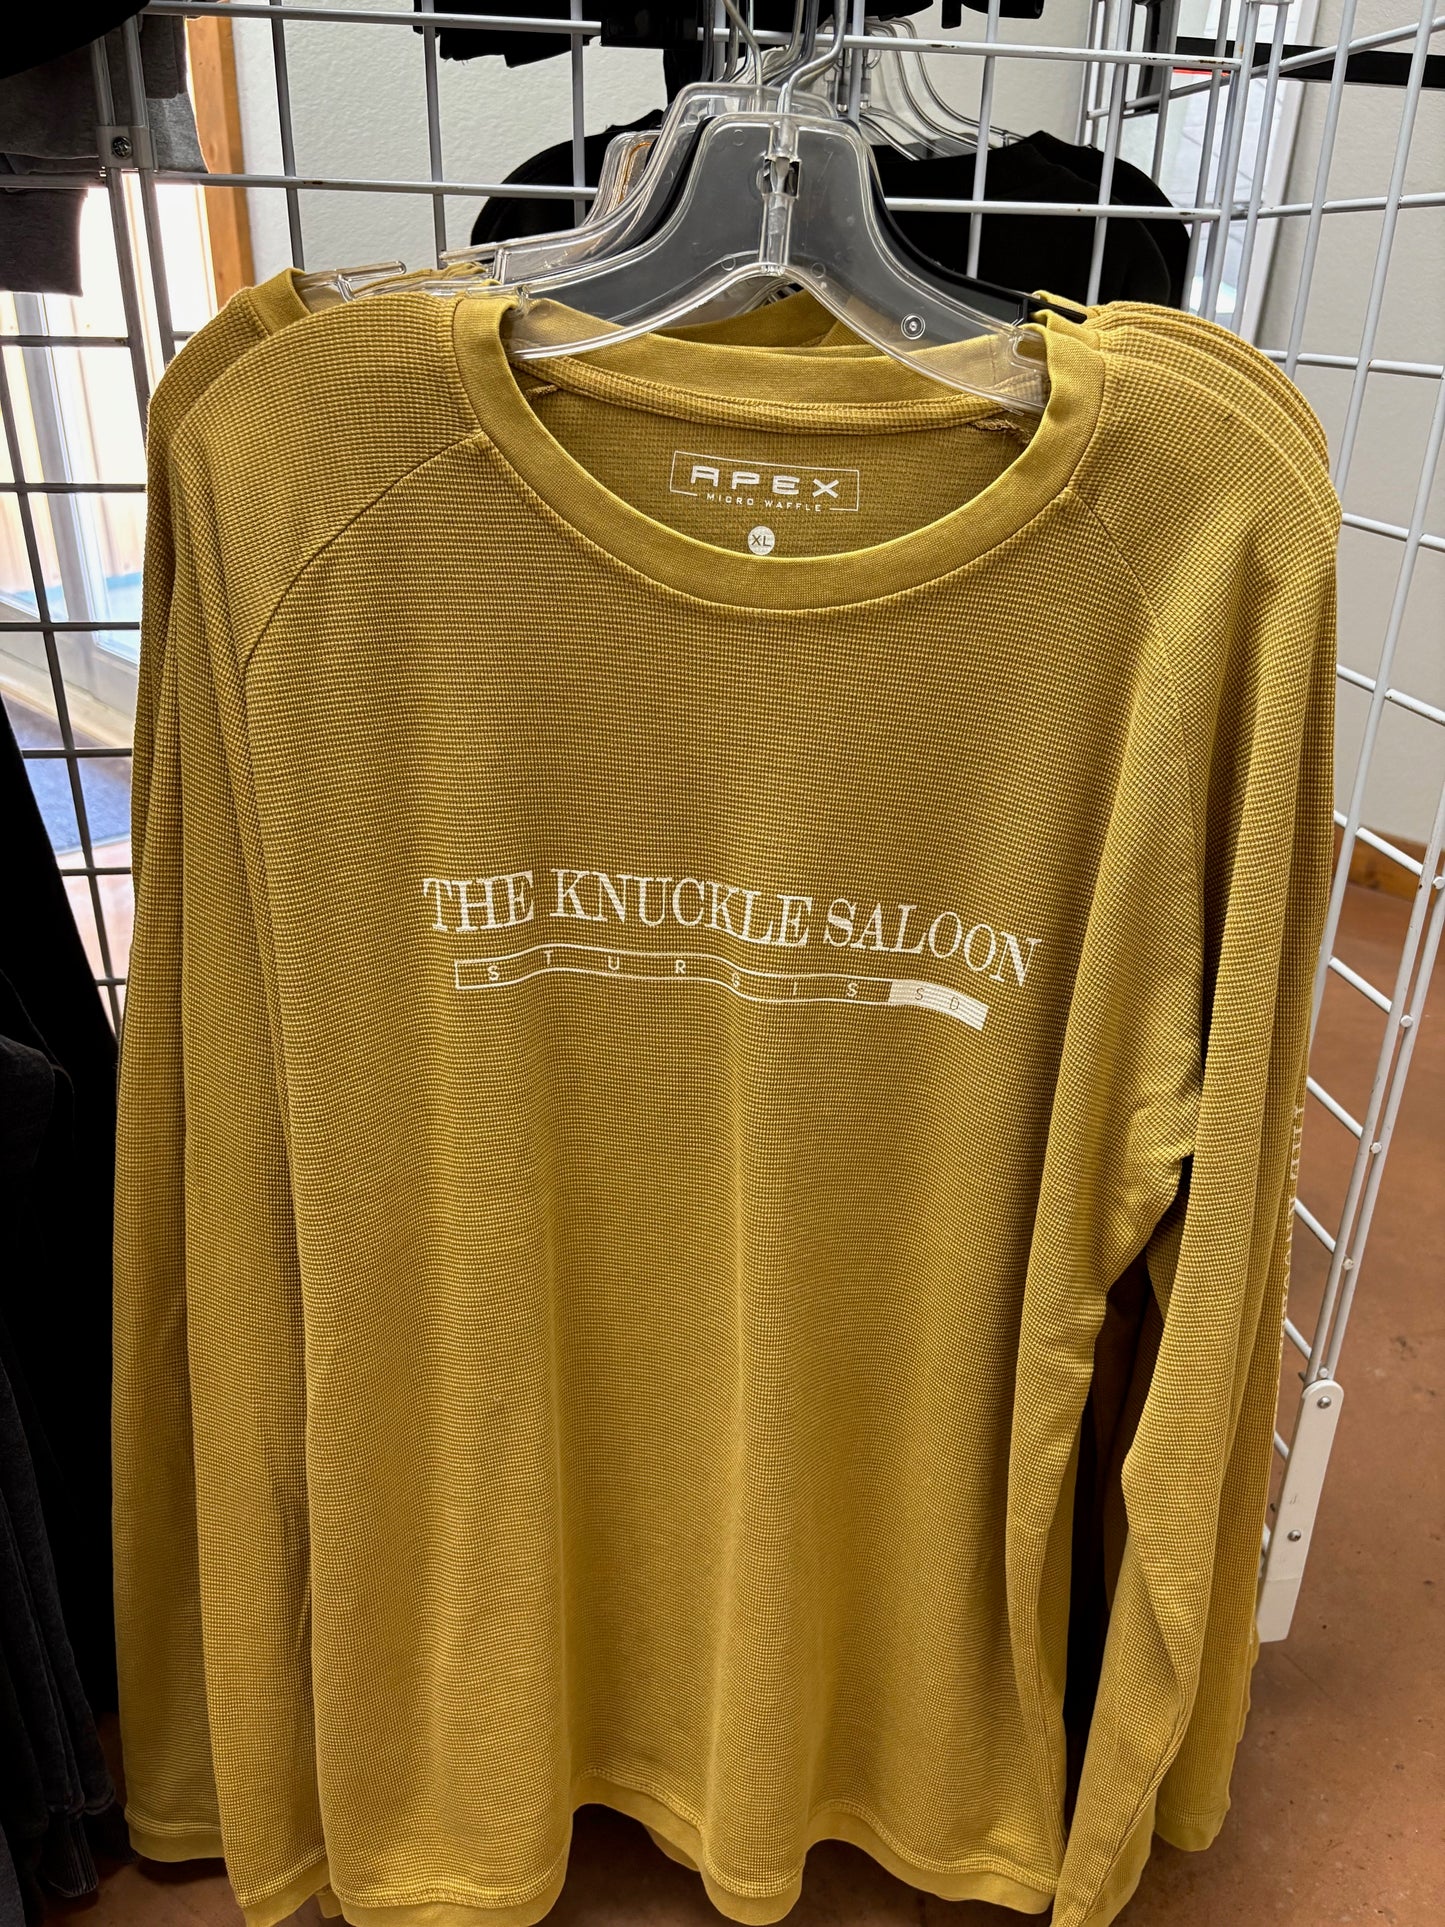 APEX
MICRO WAFFLE
XL
THE KNUCKLE SALOON
STURGIS SD